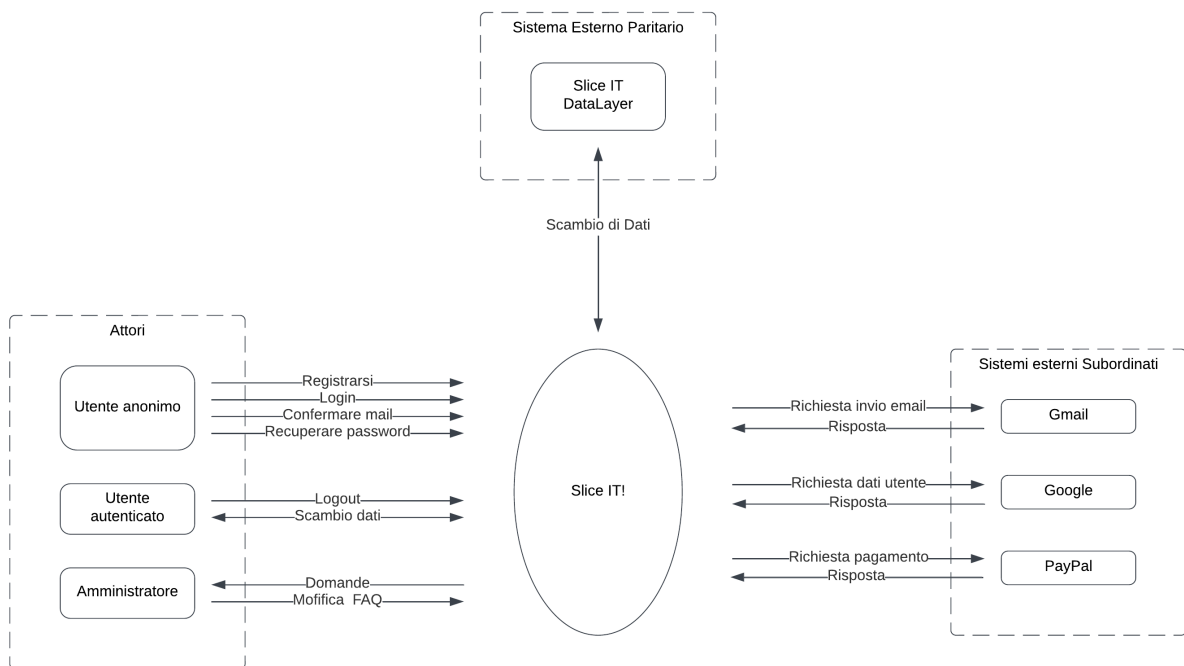 Sistema Esterno Paritario
Slice IT
DataLayer
Scambio di Dati
Attori
Utente anonimo
Registrarsi
Login
Confermare mail
Recuperare password
Utente
autenticato
Logout
Scambio dati
Amministratore
Domande
Mofifica FAQ
Slice IT!
Sistemi esterni Subordinati
Richiesta invio email
Risposta
Gmail
Richiesta dati utente
Risposta
Google
Richiesta pagamento
Risposta
PayPal